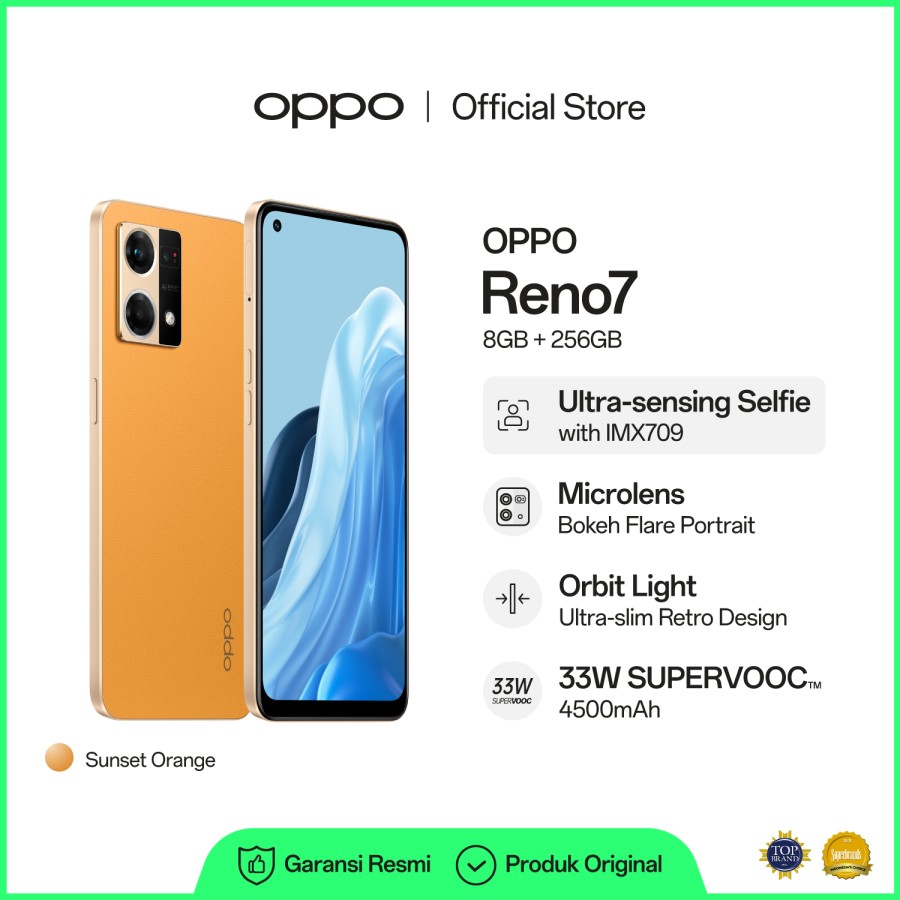 oppo | Official Store
OPPO
Reno7
8GB + 256GB
Ultra-sensing Selfie
with IMX709
Microlens
Bokeh Flare Portrait
Orbit Light
Ultra-slim Retro Design
33W
SUPERVOOC
33W SUPERVOOC™
4500mAh
oppo
Sunset Orange
Garansi Resmi
Produk Original
TOP
BRAND
Superbrands